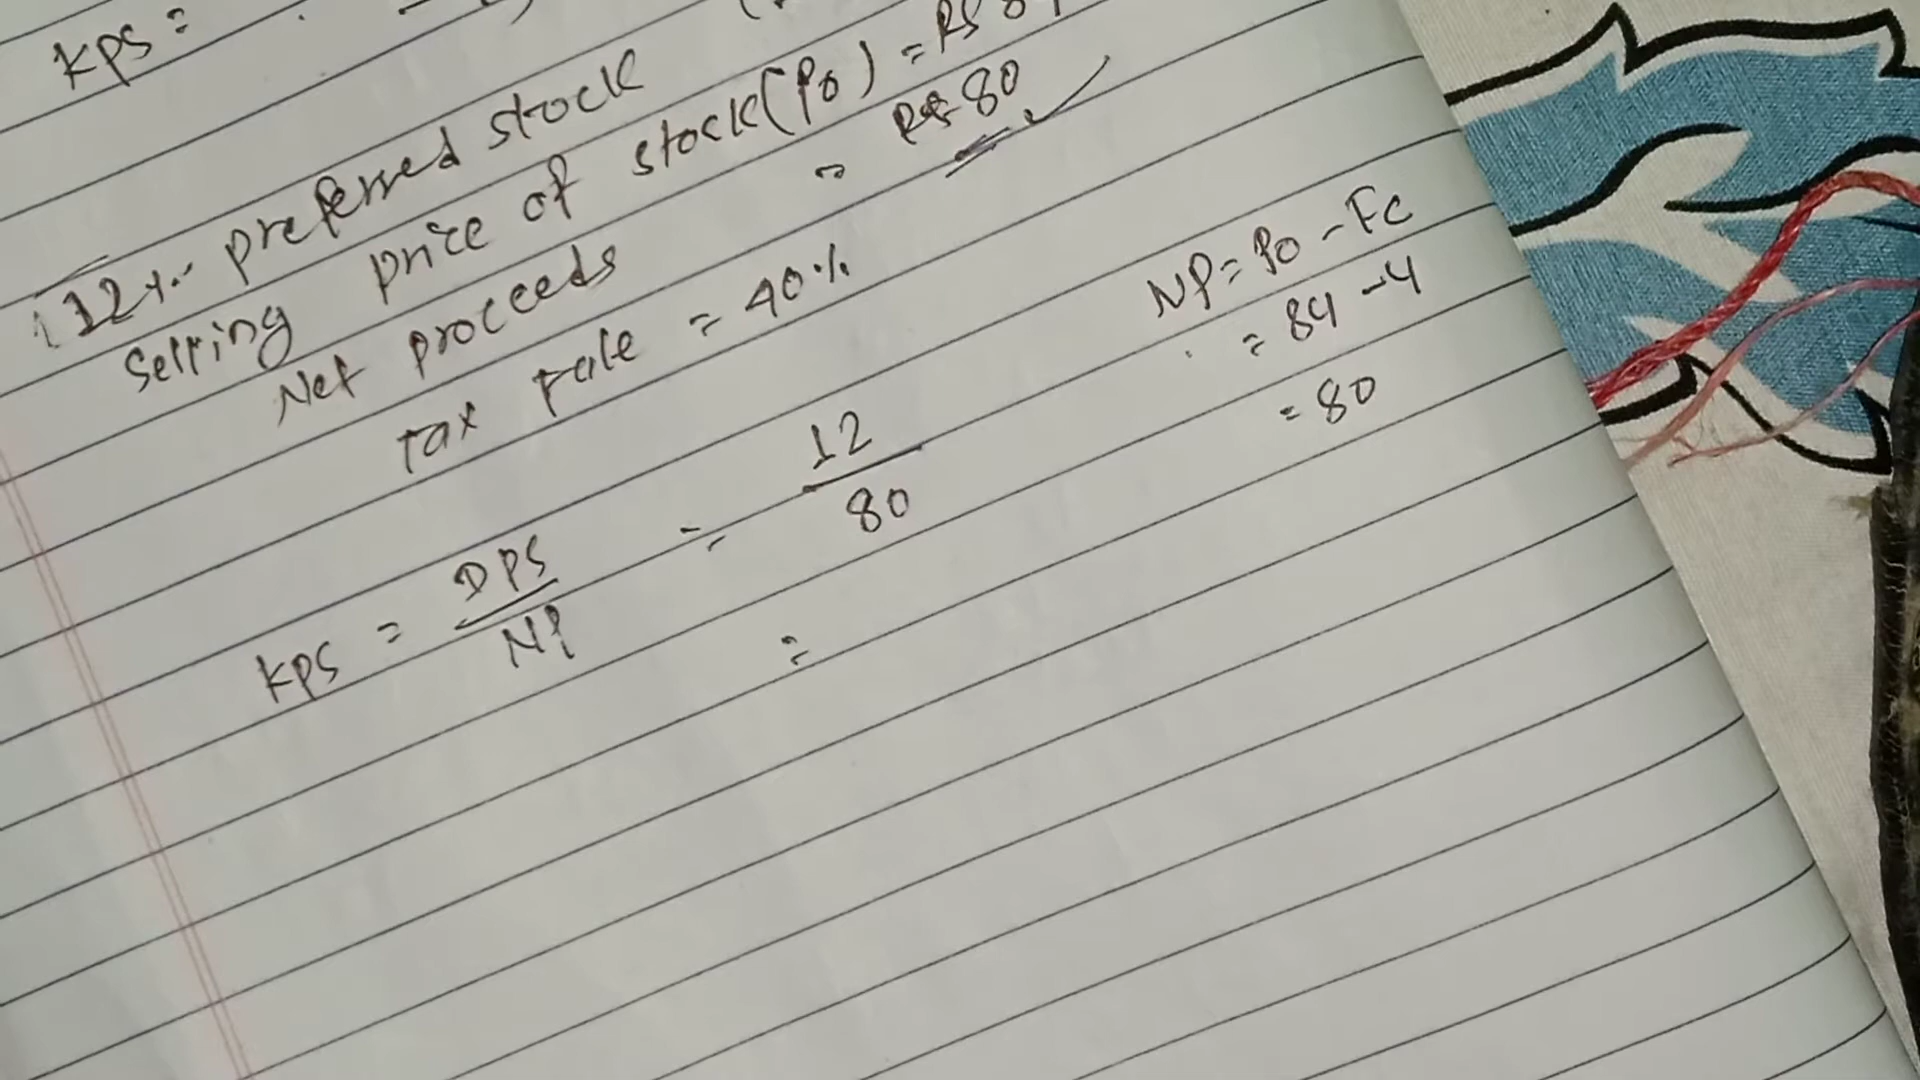 kps =
12%. preferred stock
selling price of stock (P0) = RS 84
Net proceeds = RS 80
tax rate = 40%
NP = P0 - Fc
= 84 - 4
= 80
kps = DPS / NP = 12 / 80
=